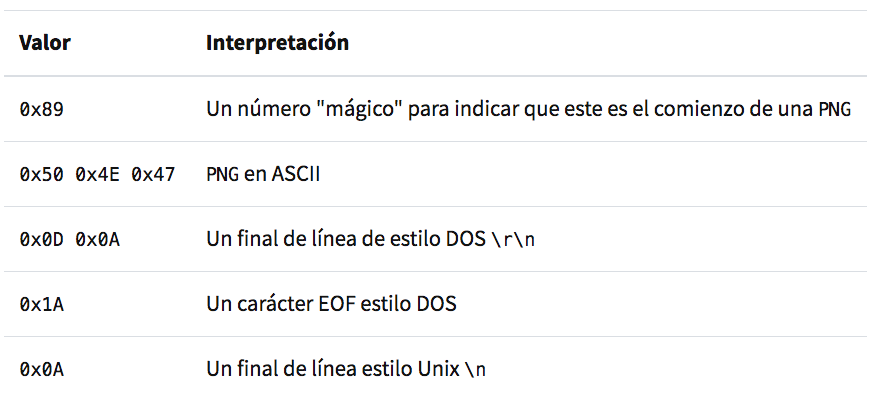 Valor Interpretación
0x89 Un número "mágico" para indicar que este es el comienzo de una PNG
0x50 0x4E 0x47 PNG en ASCII
0x0D 0x0A Un final de línea de estilo DOS \r\n
0x1A Un carácter EOF estilo DOS
0x0A Un final de línea estilo Unix \n